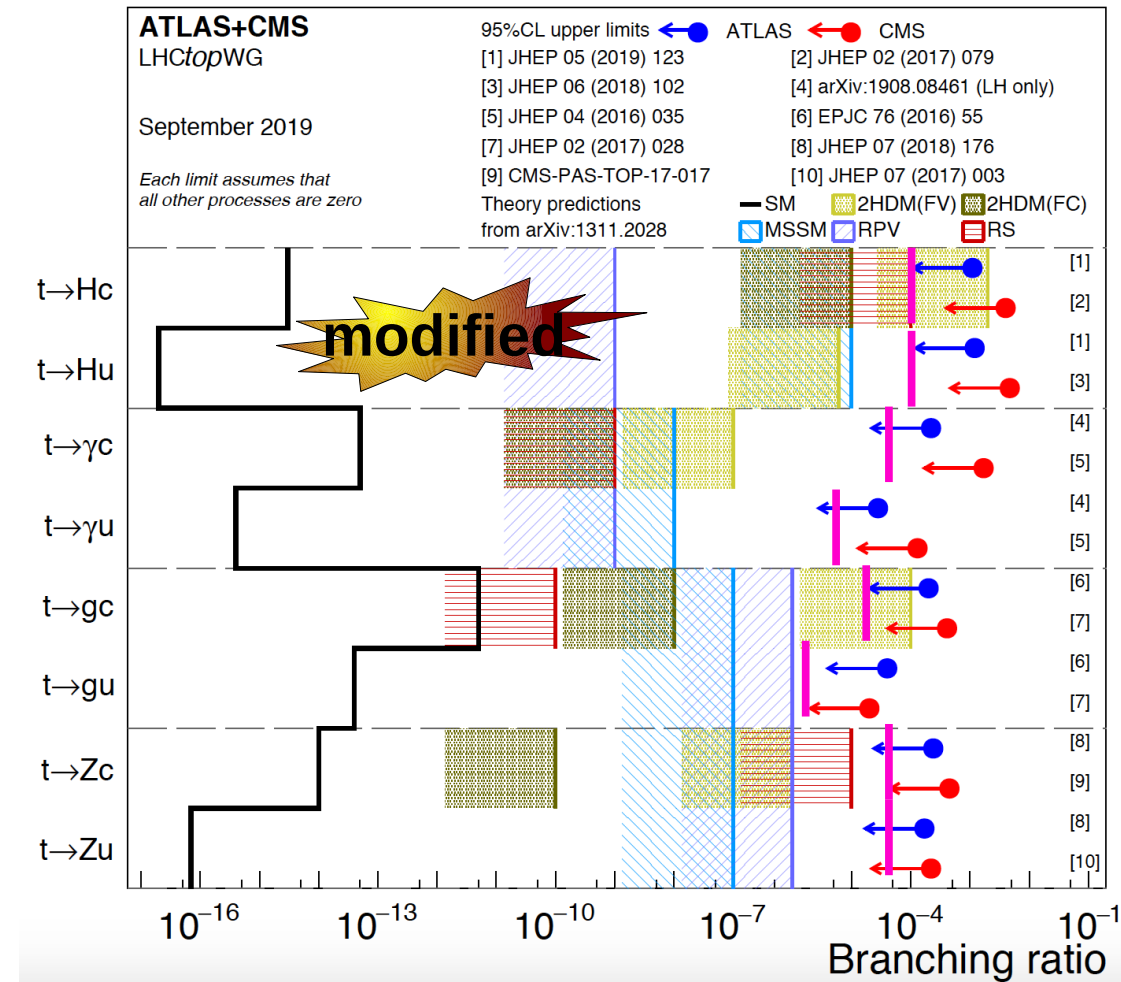 ATLAS+CMS
LHCtopWG
September 2019
Each limit assumes that
all other processes are zero
95%CL upper limits ATLAS CMS
[1] JHEP 05 (2019) 123 [2] JHEP 02 (2017) 079
[3] JHEP 06 (2018) 102 [4] arXiv:1908.08461 (LH only)
[5] JHEP 04 (2016) 035 [6] EPJC 76 (2016) 55
[7] JHEP 02 (2017) 028 [8] JHEP 07 (2018) 176
[9] CMS-PAS-TOP-17-017 [10] JHEP 07 (2017) 003
Theory predictions
from arXiv:1311.2028
SM 2HDM(FV) 2HDM(FC)
MSSM RPV RS
modified
t→Hc [1]
[2]
t→Hu [1]
[3]
t→γc [4]
[5]
t→γu [4]
[5]
t→gc [6]
[7]
t→gu [6]
[7]
t→Zc [8]
[9]
t→Zu [8]
[10]
10⁻¹⁶ 10⁻¹³ 10⁻¹⁰ 10⁻⁷ 10⁻⁴ 10⁻¹
Branching ratio